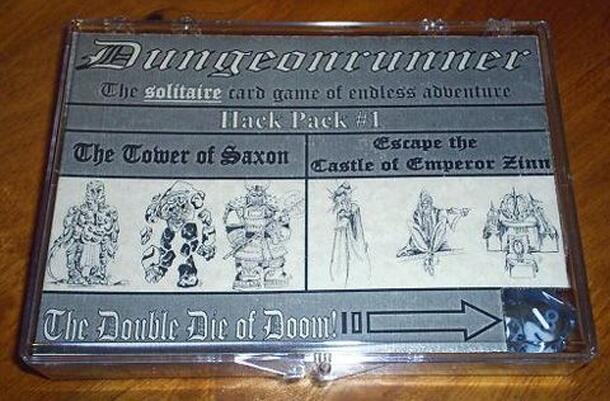 Dungeonrunner
The solitaire card game of endless adventure
Hack Pack #1
The Tower of Saxon
Escape the
Castle of Emperor Zinn
The Double Die of Doom!